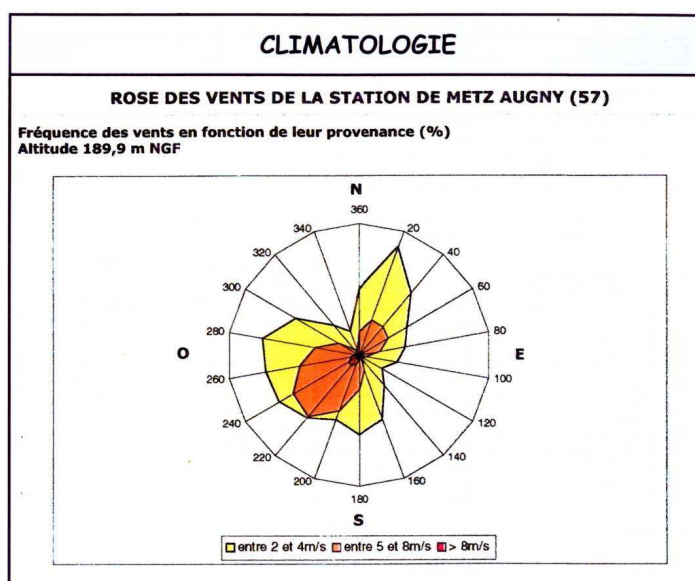 CLIMATOLOGIE
ROSE DES VENTS DE LA STATION DE METZ AUGNY (57)
Fréquence des vents en fonction de leur provenance (%)
Altitude 189,9 m NGF
N
360
340
20
320
40
300
60
280
80
O
E
260
100
240
120
220
140
200
160
180
S
entre 2 et 4m/s entre 5 et 8m/s > 8m/s